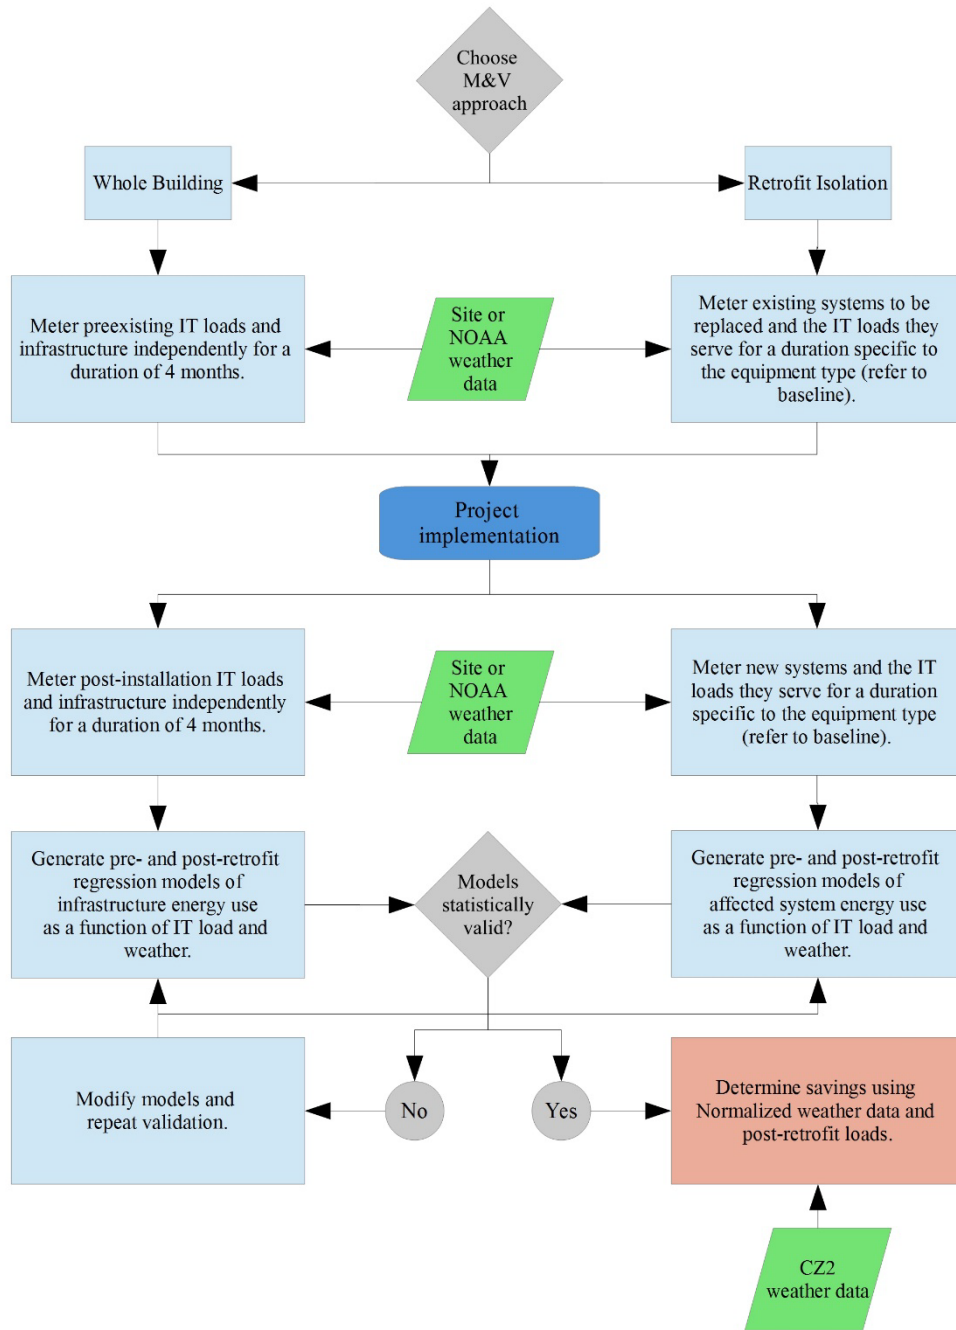 Choose
M&V
approach
Whole Building
Retrofit Isolation
Meter preexisting IT loads and
infrastructure independently for a
duration of 4 months.
Site or
NOAA
weather
data
Meter existing systems to be
replaced and the IT loads they
serve for a duration specific to
the equipment type (refer to
baseline).
Project
implementation
Meter post-installation IT loads
and infrastructure independently
for a duration of 4 months.
Site or
NOAA
weather
data
Meter new systems and the IT
loads they serve for a duration
specific to the equipment type
(refer to baseline).
Generate pre- and post-retrofit
regression models of
infrastructure energy use
as a function of IT load and
weather.
Models
statistically
valid?
Generate pre- and post-retrofit
regression models of
affected system energy use
as a function of IT load and
weather.
Modify models and
repeat validation.
No
Yes
Determine savings using
Normalized weather data and
post-retrofit loads.
CZ2
weather data